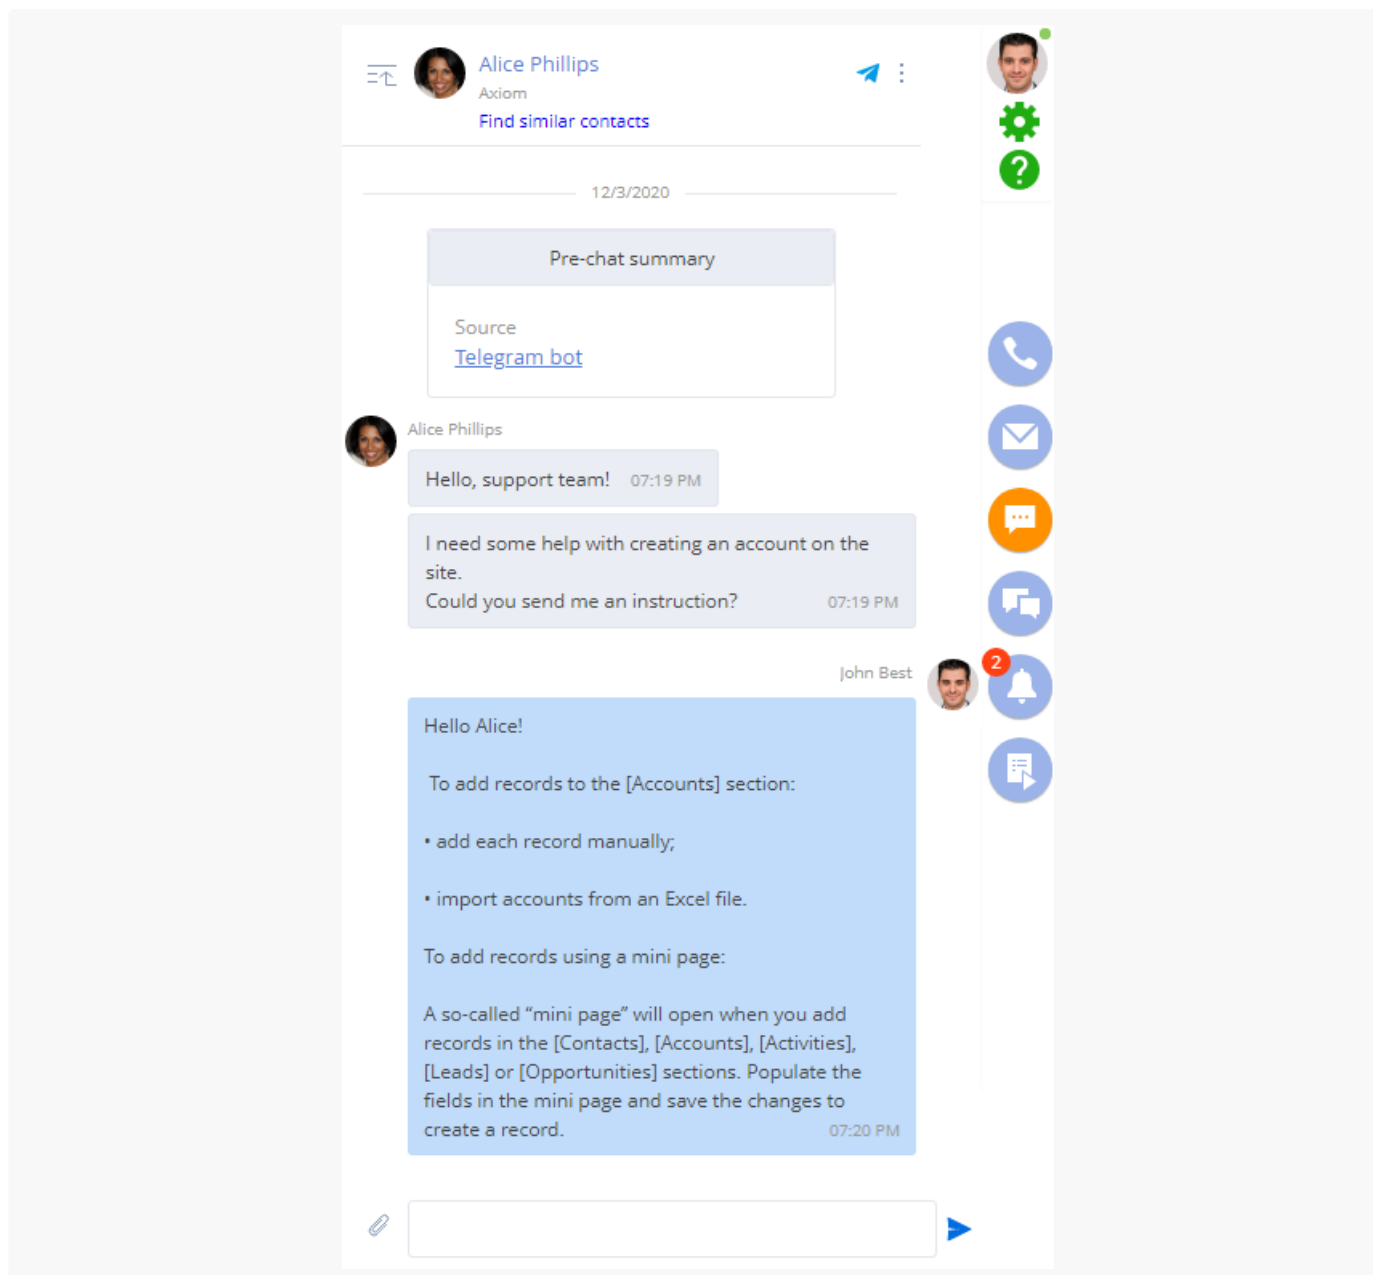 Alice Phillips
Axiom
Find similar contacts
12/3/2020
Pre-chat summary
Source
Telegram bot
Alice Phillips
Hello, support team! 07:19 PM
I need some help with creating an account on the
site.
Could you send me an instruction? 07:19 PM
John Best
2
Hello Alice!
To add records to the [Accounts] section:
• add each record manually;
• import accounts from an Excel file.
To add records using a mini page:
A so-called “mini page” will open when you add
records in the [Contacts], [Accounts], [Activities],
[Leads] or [Opportunities] sections. Populate the
fields in the mini page and save the changes to
create a record. 07:20 PM